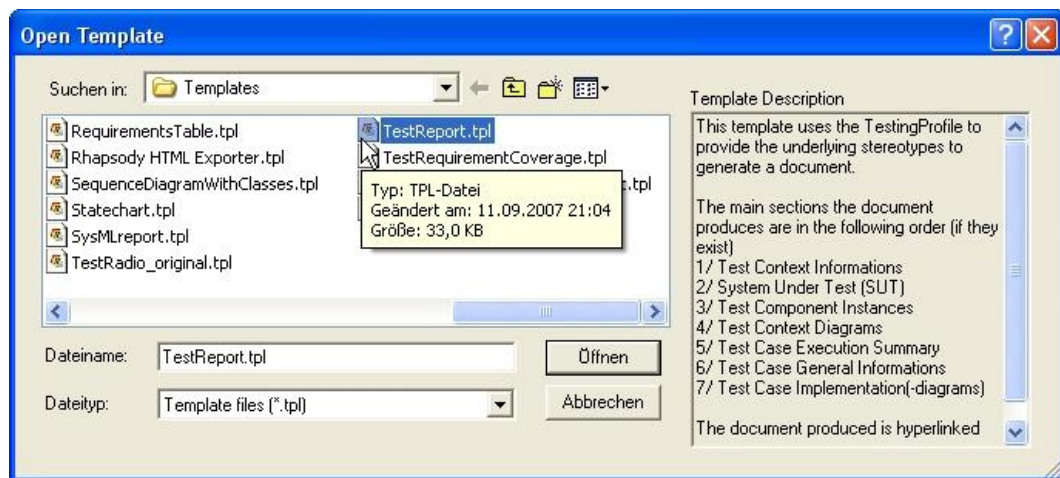 Open Template
Suchen in: Templates
RequirementsTable.tpl
Rhapsody HTML Exporter.tpl
SequenceDiagramWithClasses.tpl
Statechart.tpl
SysMLreport.tpl
TestRadio_original.tpl
TestReport.tpl
TestRequirementCoverage.tpl
.tpl
Typ: TPL-Datei
Geändert am: 11.09.2007 21:04
Größe: 33,0 KB
Dateiname: TestReport.tpl
Öffnen
Dateityp: Template files (*.tpl)
Abbrechen
Template Description
This template uses the TestingProfile to
provide the underlying stereotypes to
generate a document.
The main sections the document
produces are in the following order (if they
exist)
1/ Test Context Informations
2/ System Under Test (SUT)
3/ Test Component Instances
4/ Test Context Diagrams
5/ Test Case Execution Summary
6/ Test Case General Informations
7/ Test Case Implementation(-diagrams)
The document produced is hyperlinked